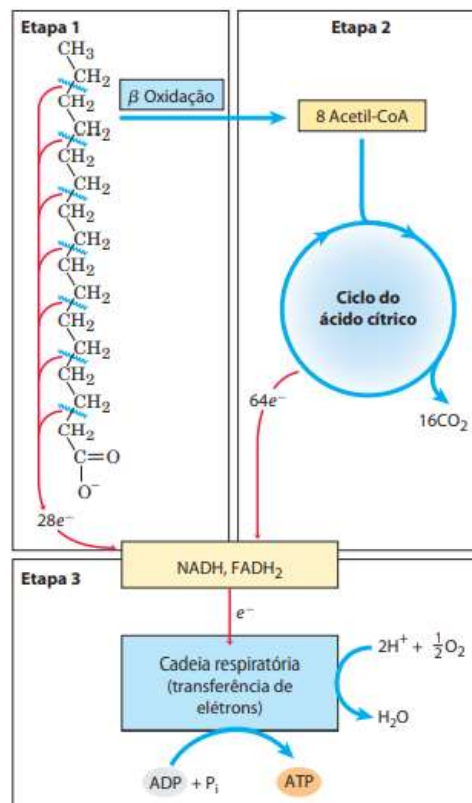 Etapa 1
CH₃
CH₂
CH₂
CH₂
CH₂
CH₂
CH₂
CH₂
CH₂
CH₂
CH₂
CH₂
CH₂
CH₂
CH₂
C=O
O⁻
28e⁻
β Oxidação
Etapa 2
8 Acetil-CoA
Ciclo do
ácido cítrico
64e⁻
16CO₂
NADH, FADH₂
Etapa 3
e⁻
Cadeia respiratória
(transferência de
elétrons)
2H⁺ + ½O₂
H₂O
ADP + Pᵢ
ATP